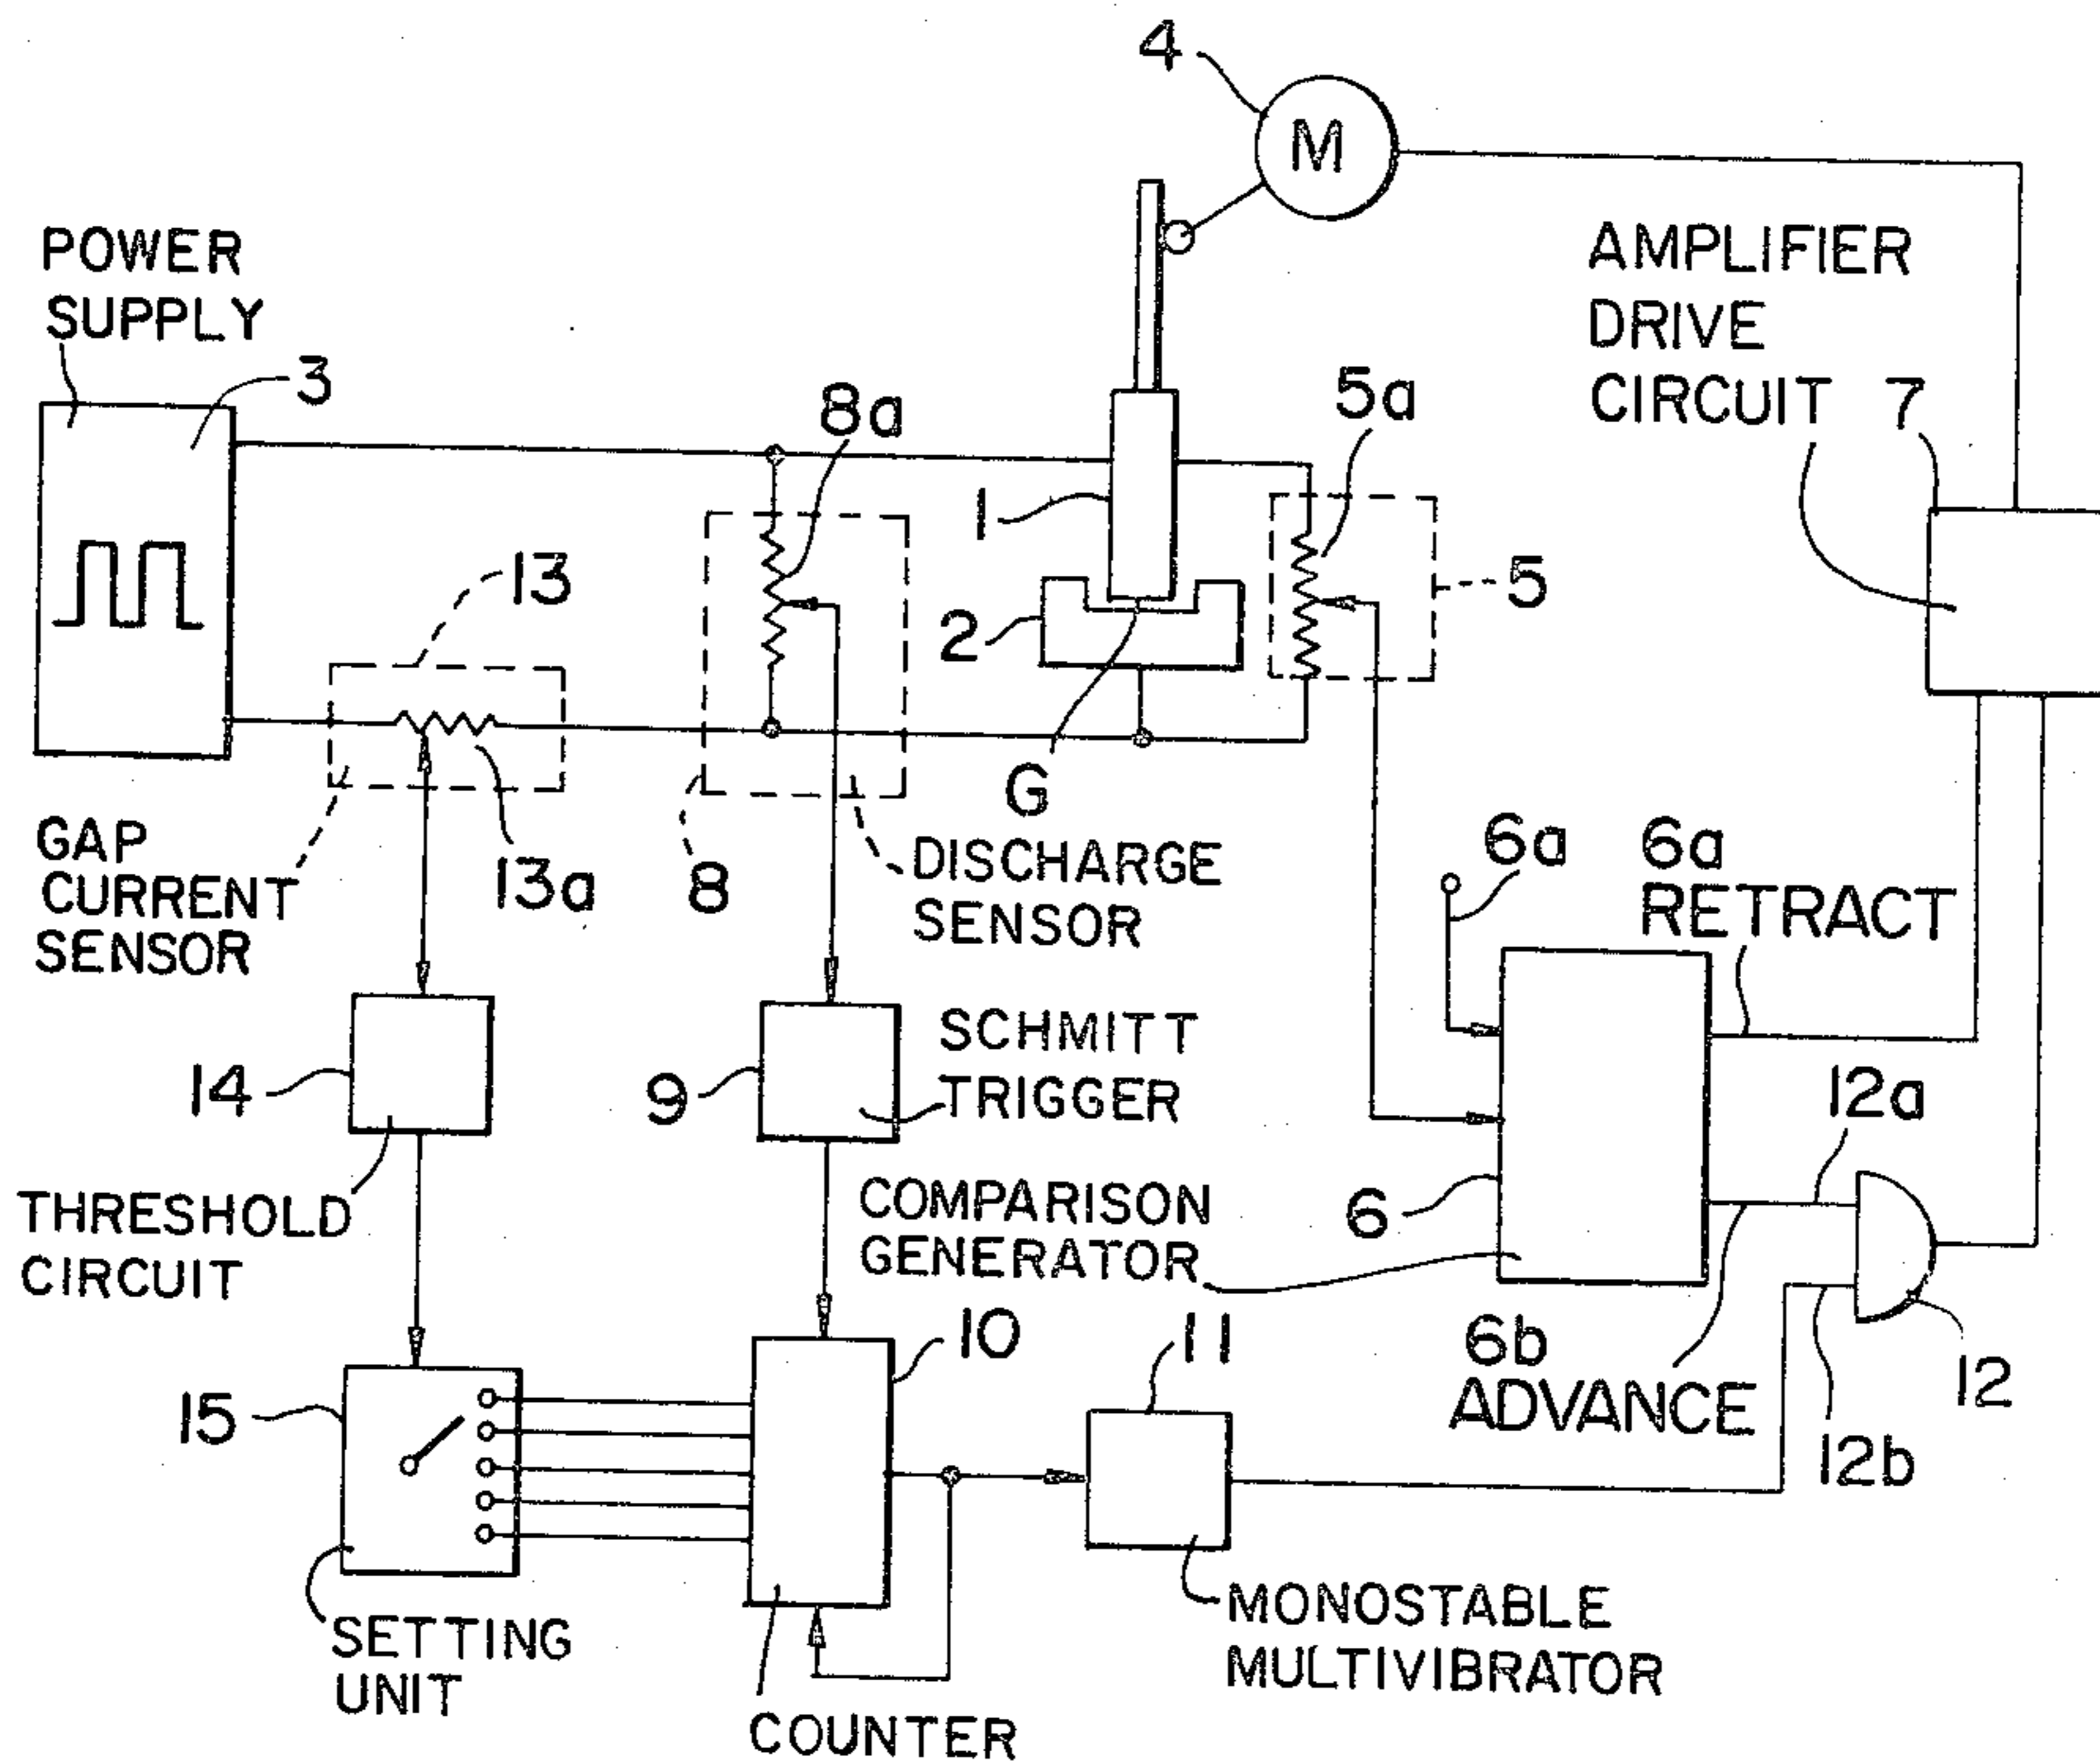 4
M
POWER
SUPPLY
3
AMPLIFIER
DRIVE
CIRCUIT 7
8a
5a
1
13
5
2
G
GAP
CURRENT
SENSOR
13a
8
DISCHARGE
SENSOR
6a
6a
RETRACT
14
9
SCHMITT
TRIGGER
12a
THRESHOLD
CIRCUIT
COMPARISON
GENERATOR
6
10
11
6b
ADVANCE
12
12b
15
SETTING
UNIT
MONOSTABLE
MULTIVIBRATOR
COUNTER